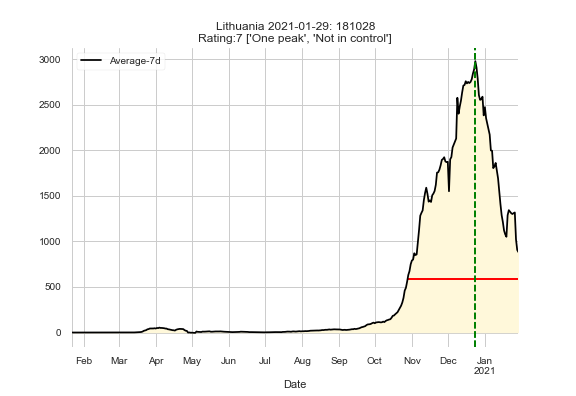 Lithuania 2021-01-29: 181028
Rating:7 ['One peak', 'Not in control']
Average-7d
3000
2500
2000
1500
1000
500
0
Feb Mar Apr May Jun Jul Aug Sep Oct Nov Dec Jan
2021
Date